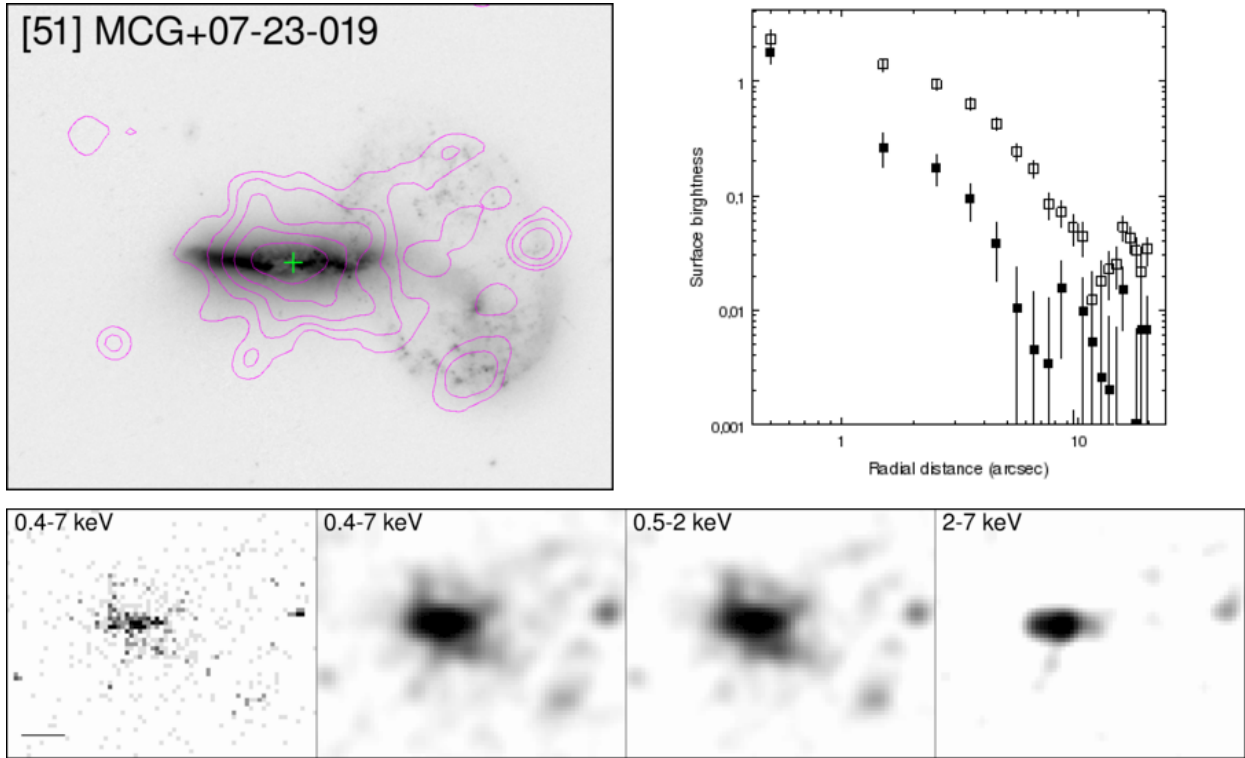 [51] MCG+07-23-019
Surface birghtness
1
0,1
0,01
0,001
1
10
Radial distance (arcsec)
0.4-7 keV
0.4-7 keV
0.5-2 keV
2-7 keV